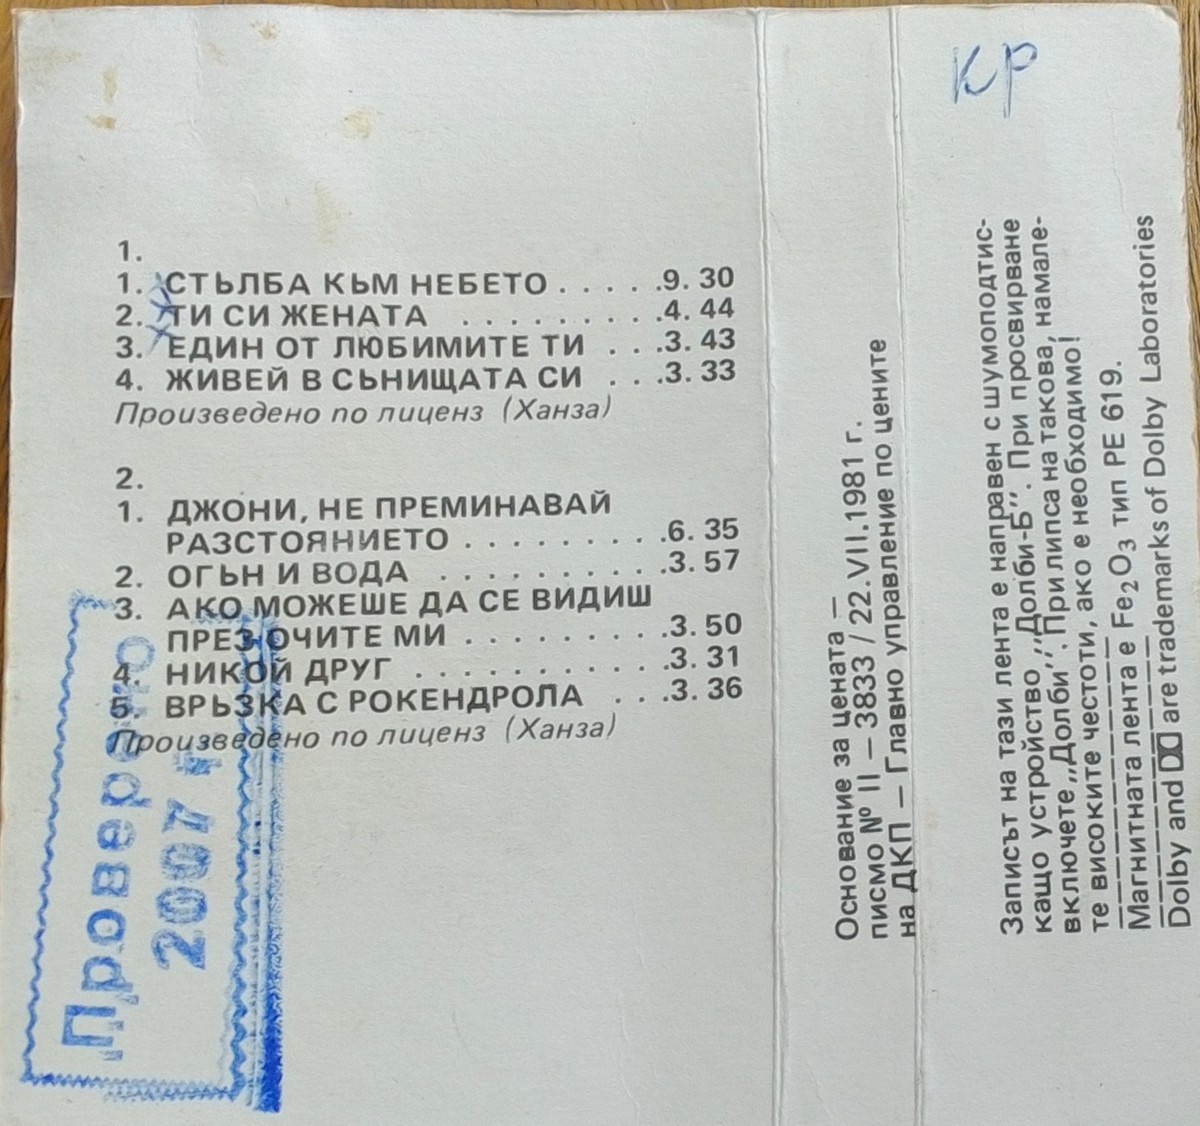 КР
1.
1. СТЪЛБА КЪМ НЕБЕТО . . . . .9. 30
2. ТИ СИ ЖЕНАТА . . . . . . . . .4. 44
3. ЕДИН ОТ ЛЮБИМИТЕ ТИ . . .3. 43
4. ЖИВЕЙ В СЪНИЩАТА СИ . . .3. 33
Произведено по лиценз (Ханза)
2.
1. ДЖОНИ, НЕ ПРЕМИНАВАЙ
РАЗСТОЯНИЕТО . . . . . . . . .6. 35
2. ОГЪН И ВОДА . . . . . . . . . .3. 57
3. АКО МОЖЕШЕ ДА СЕ ВИДИШ
ПРЕЗ ОЧИТЕ МИ . . . . . . . . .3. 50
4. НИКОЙ ДРУГ . . . . . . . . . . .3. 31
5. ВРЪЗКА С РОКЕНДРОЛА . . .3. 36
Произведено по лиценз (Ханза)
Проверено
2007
Основание за цената —
писмо № II — 3833 / 22.VII.1981 г.
на ДКП — Главно управление по цените
Записът на тази лента е направен с шумоподтис-
кащо устройство „Долби-Б". При просвирване
включете „Долби". При липса на такова, намале-
те високите честоти, ако е необходимо!
Магнитната лента е Fe2O3 тип PE 619.
Dolby and are trademarks of Dolby Laboratories